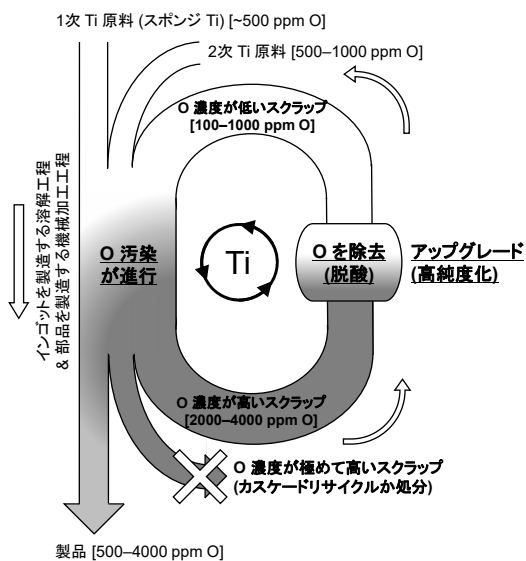 1次 Ti 原料 (スポンジ Ti) [~500 ppm O]
2次 Ti 原料 [500–1000 ppm O]
O 濃度が低いスクラップ
[100–1000 ppm O]
インゴットを製造する溶解工程
& 部品を製造する機械加工工程
O 汚染
が進行
Ti
O を除去
(脱酸)
アップグレード
(高純度化)
O 濃度が高いスクラップ
[2000–4000 ppm O]
O 濃度が極めて高いスクラップ
(カスケードリサイクルか処分)
製品 [500–4000 ppm O]